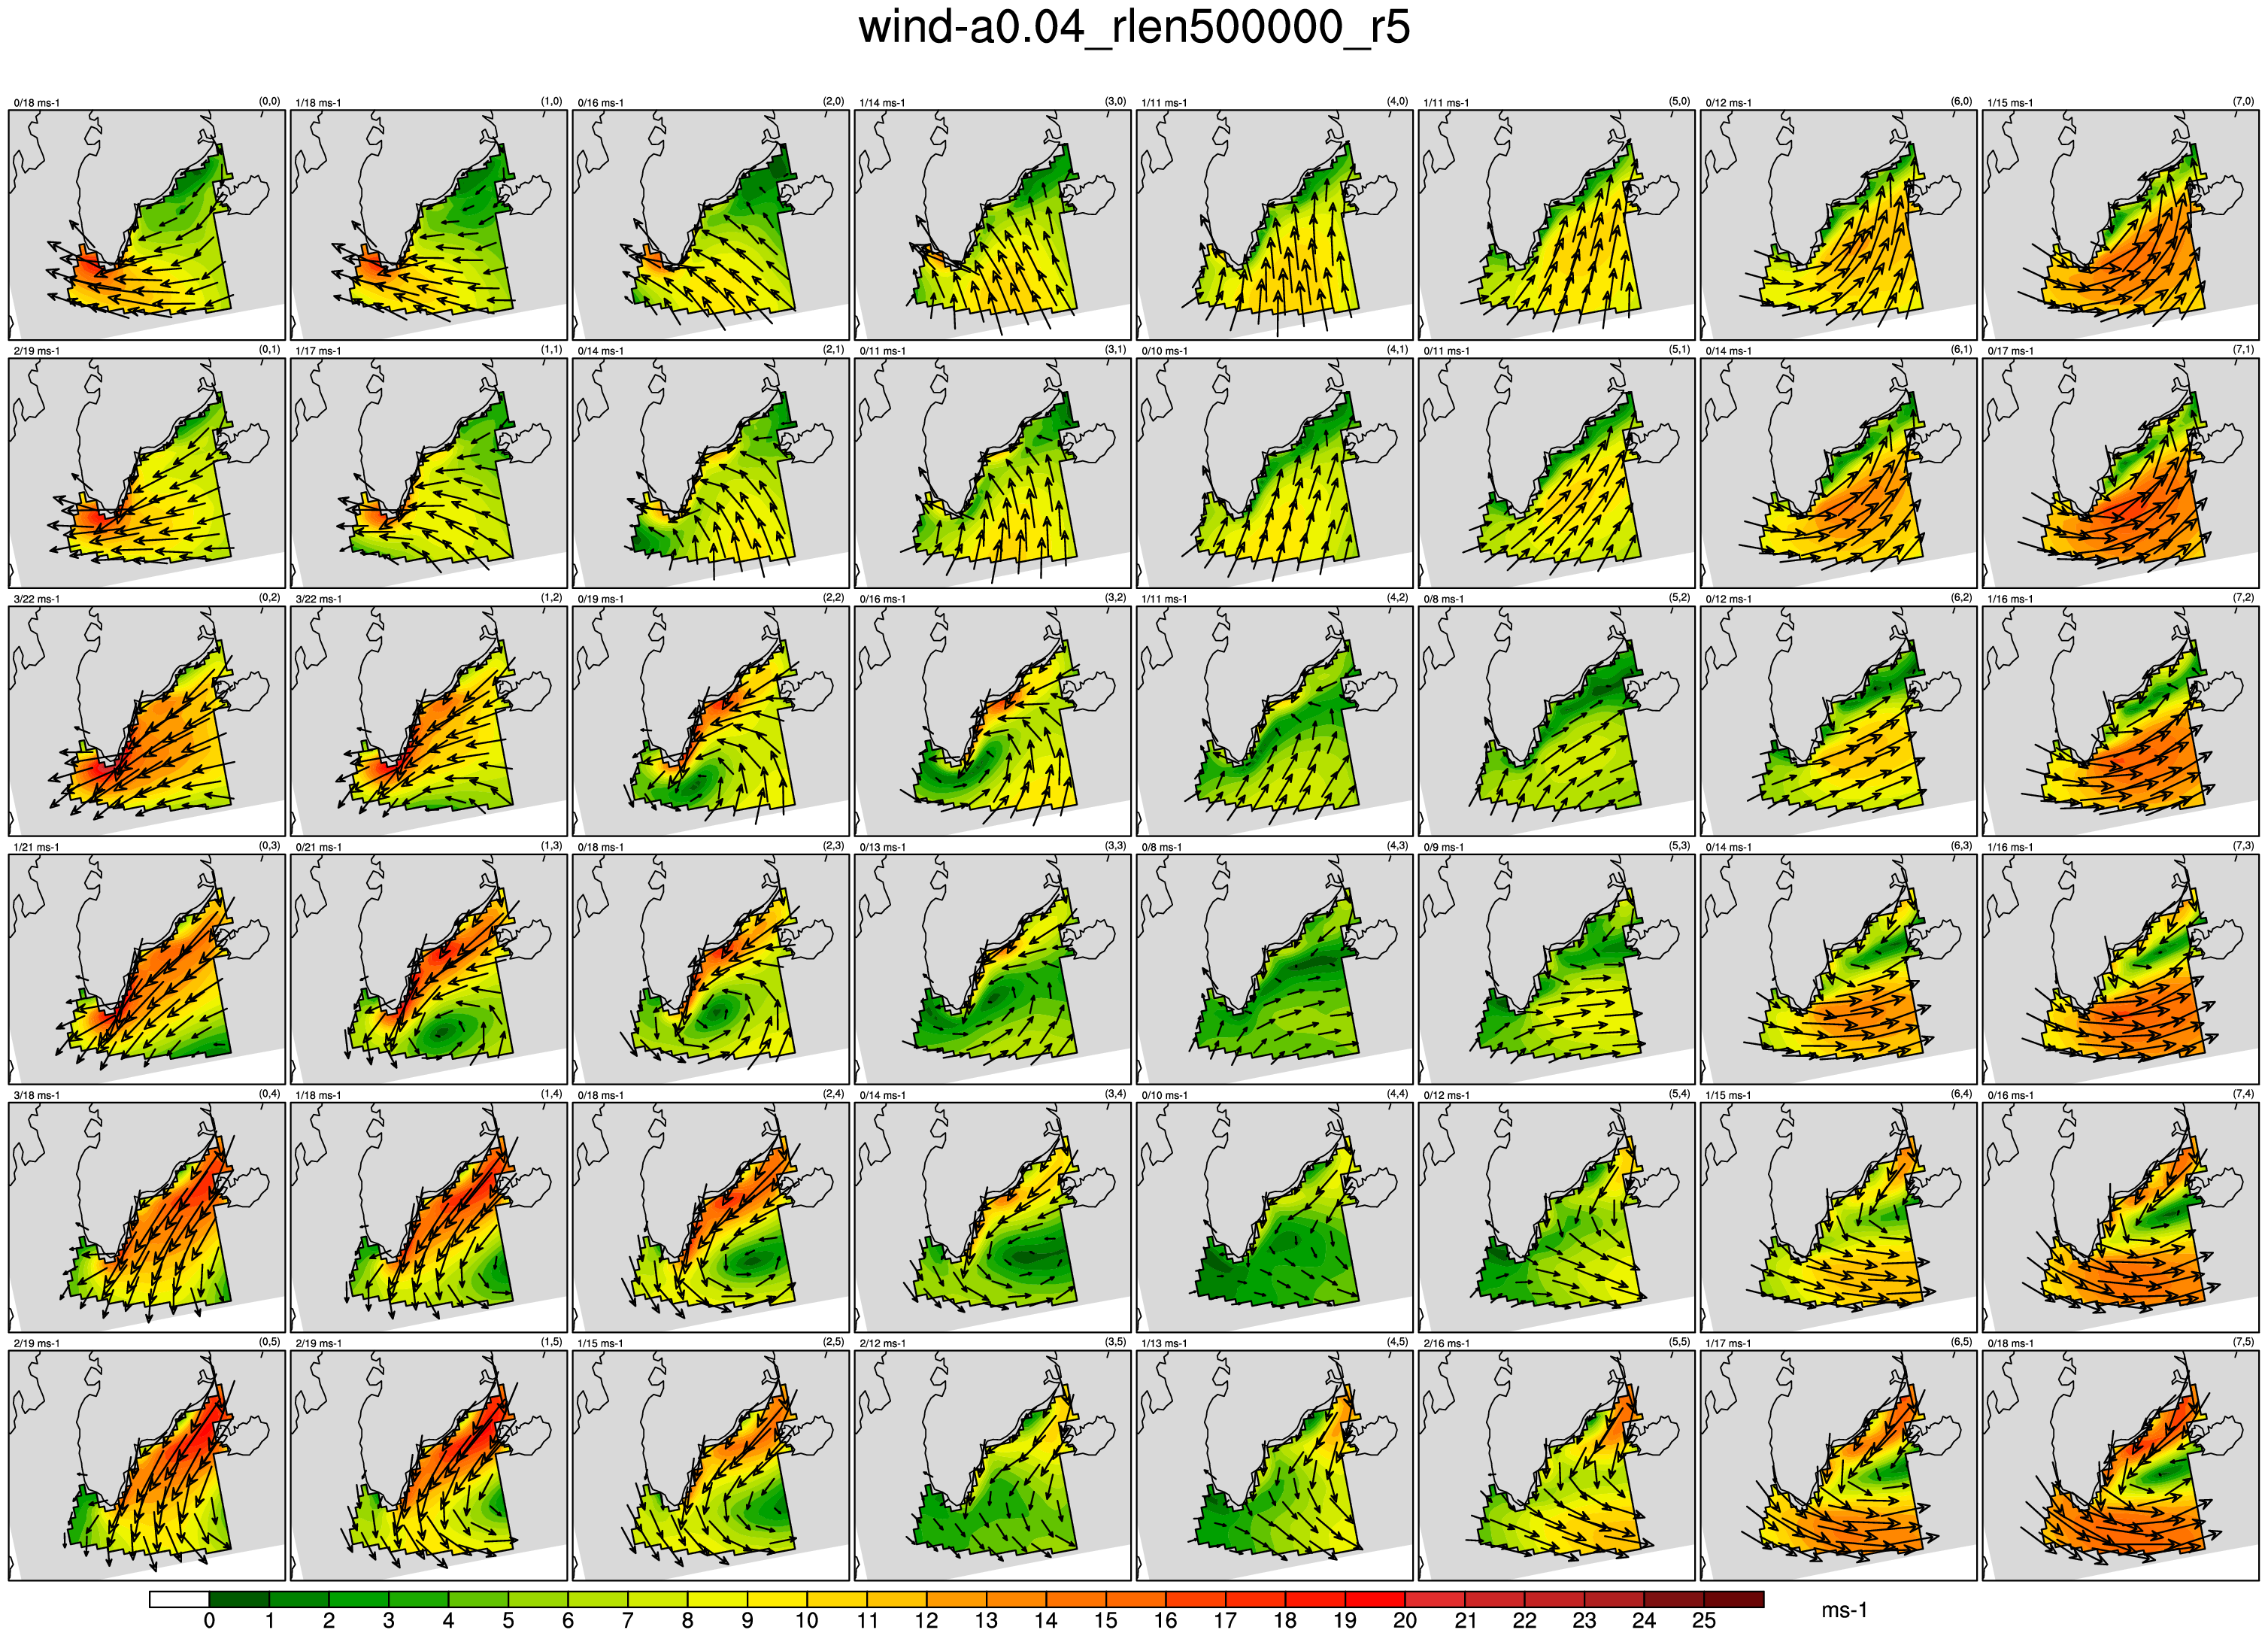 wind-a0.04_rlen500000_r5
0/18 ms-1 (0,0) 1/18 ms-1 (1,0) 0/16 ms-1 (2,0) 1/14 ms-1 (3,0) 1/11 ms-1 (4,0) 1/11 ms-1 (5,0) 0/12 ms-1 (6,0) 1/15 ms-1 (7,0)
2/19 ms-1 (0,1) 1/17 ms-1 (1,1) 0/14 ms-1 (2,1) 0/11 ms-1 (3,1) 0/10 ms-1 (4,1) 0/11 ms-1 (5,1) 0/14 ms-1 (6,1) 0/17 ms-1 (7,1)
3/22 ms-1 (0,2) 3/22 ms-1 (1,2) 0/19 ms-1 (2,2) 0/16 ms-1 (3,2) 1/11 ms-1 (4,2) 0/8 ms-1 (5,2) 0/12 ms-1 (6,2) 1/16 ms-1 (7,2)
1/21 ms-1 (0,3) 0/21 ms-1 (1,3) 0/18 ms-1 (2,3) 0/13 ms-1 (3,3) 0/8 ms-1 (4,3) 0/9 ms-1 (5,3) 0/14 ms-1 (6,3) 1/16 ms-1 (7,3)
3/18 ms-1 (0,4) 1/18 ms-1 (1,4) 0/18 ms-1 (2,4) 0/14 ms-1 (3,4) 0/10 ms-1 (4,4) 0/12 ms-1 (5,4) 1/15 ms-1 (6,4) 0/16 ms-1 (7,4)
2/19 ms-1 (0,5) 2/19 ms-1 (1,5) 1/15 ms-1 (2,5) 2/12 ms-1 (3,5) 1/13 ms-1 (4,5) 2/16 ms-1 (5,5) 1/17 ms-1 (6,5) 0/18 ms-1 (7,5)
0 1 2 3 4 5 6 7 8 9 10 11 12 13 14 15 16 17 18 19 20 21 22 23 24 25 ms-1